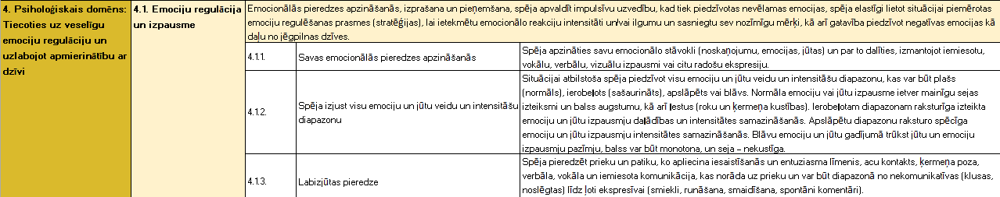 4. Psiholoģiskais domēns:
Tiecoties uz veselīgu
emociju regulāciju un
uzlabojot apmierinātību ar
dzīvi
4.1. Emociju regulācija
un izpausme
Emocionālās pieredzes apzināšanās, izprašana un pieņemšana, spēja apvaldīt impulsīvu uzvedību, kad tiek piedzīvotas nevēlamas emocijas, spēja elastīgi lietot situācijai piemērotas
emociju regulēšanas prasmes (stratēģijas), lai ietekmētu emocionālo reakciju intensitāti un/vai ilgumu un sasniegtu sev nozīmīgu mērķi, kā arī gatavība piedzīvot negatīvas emocijas kā
daļu no jēgpilnas dzīves.
4.1.1.
Savas emocionālās pieredzes apzināšanās
Spēja apzināties savu emocionālo stāvokli (noskaņojumu, emocijas, jūtas) un par to dalīties, izmantojot iemiesotu,
vokālu, verbālu, vizuālu izpausmi vai citu radošu ekspresiju.
4.1.2.
Spēja izjust visu emociju un jūtu veidu un intensitāšu
diapazonu
Situācijai atbilstoša spēja piedzīvot visu emociju un jūtu veidu un intensitāšu diapazonu, kas var būt plašs
(normāls), ierobežots (sašaurināts), apslāpēts vai blāvs. Normāla emociju vai jūtu izpausme ietver mainīgu sejas
izteiksmi un balss augstumu, kā arī žestus (roku un ķermeņa kustības). Ierobežotam diapazonam raksturīga izteikta
emociju un jūtu izpausmju dažādības un intensitātes samazināšanās. Apslāpētu diapazonu raksturo spēcīga
emociju un jūtu izpausmju intensitātes samazināšanās. Blāvu emociju un jūtu gadījumā trūkst jūtu un emociju
izpausmju pazīmju, balss var būt monotona, un seja – nekustīga.
4.1.3.
Labizjūtas pieredze
Spēja pieredzēt prieku un patiku, ko apliecina iesaistīšanās un entuziasma līmenis, acu kontakts, ķermeņa poza,
verbāla, vokāla un iemiesota komunikācija, kas norāda uz prieku un var būt diapazonā no nekomunikatīvas (klusas,
noslēgtas) līdz ļoti ekspresīvai (smiekli, runāšana, smaidīšana, spontāni komentāri).